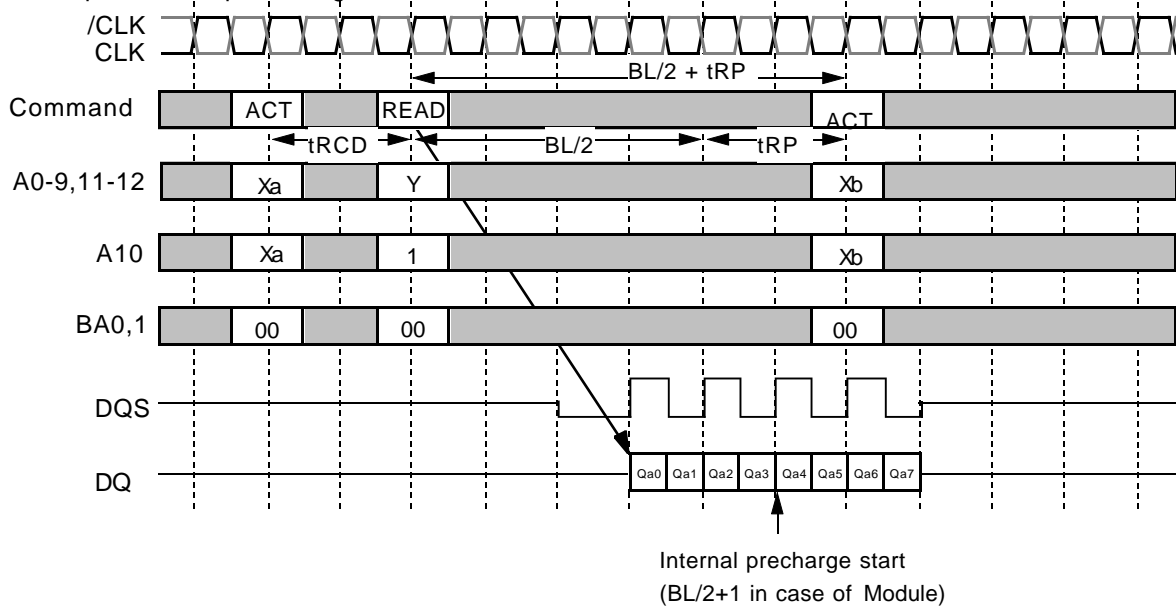 /CLK
CLK
BL/2 + tRP
Command ACT READ ACT
tRCD BL/2 tRP
A0-9,11-12 Xa Y Xb
A10 Xa 1 Xb
BA0,1 00 00 00
DQS
DQ Qa0 Qa1 Qa2 Qa3 Qa4 Qa5 Qa6 Qa7
Internal precharge start
(BL/2+1 in case of Module)